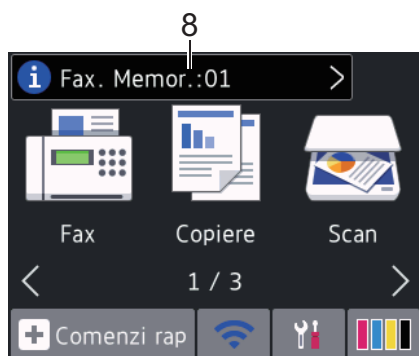 8
Fax. Memor.:01 >
Fax Copiere Scan
< 1 / 3 >
Comenzi rap